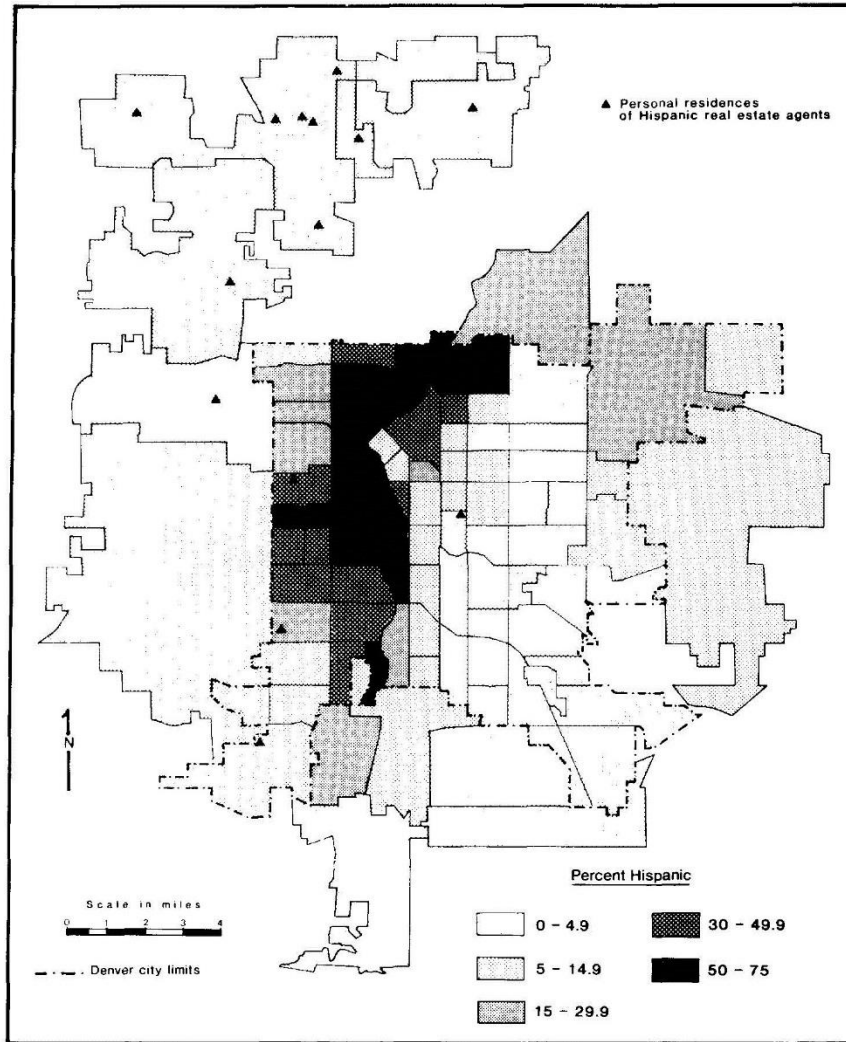 ▲ Personal residences
of Hispanic real estate agents
N
Scale in miles
0 1 2 3 4
Denver city limits
Percent Hispanic
0 - 4.9
5 - 14.9
15 - 29.9
30 - 49.9
50 - 75